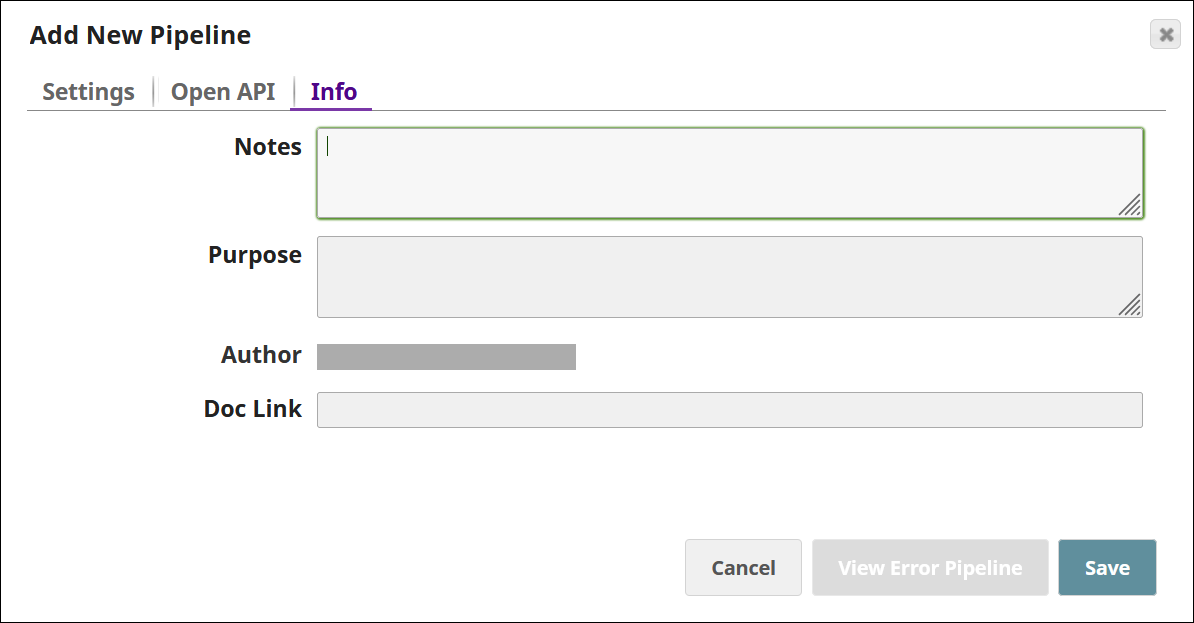 Add New Pipeline
Settings
Open API
Info
Notes
Purpose
Author
Doc Link
Cancel
View Error Pipeline
Save